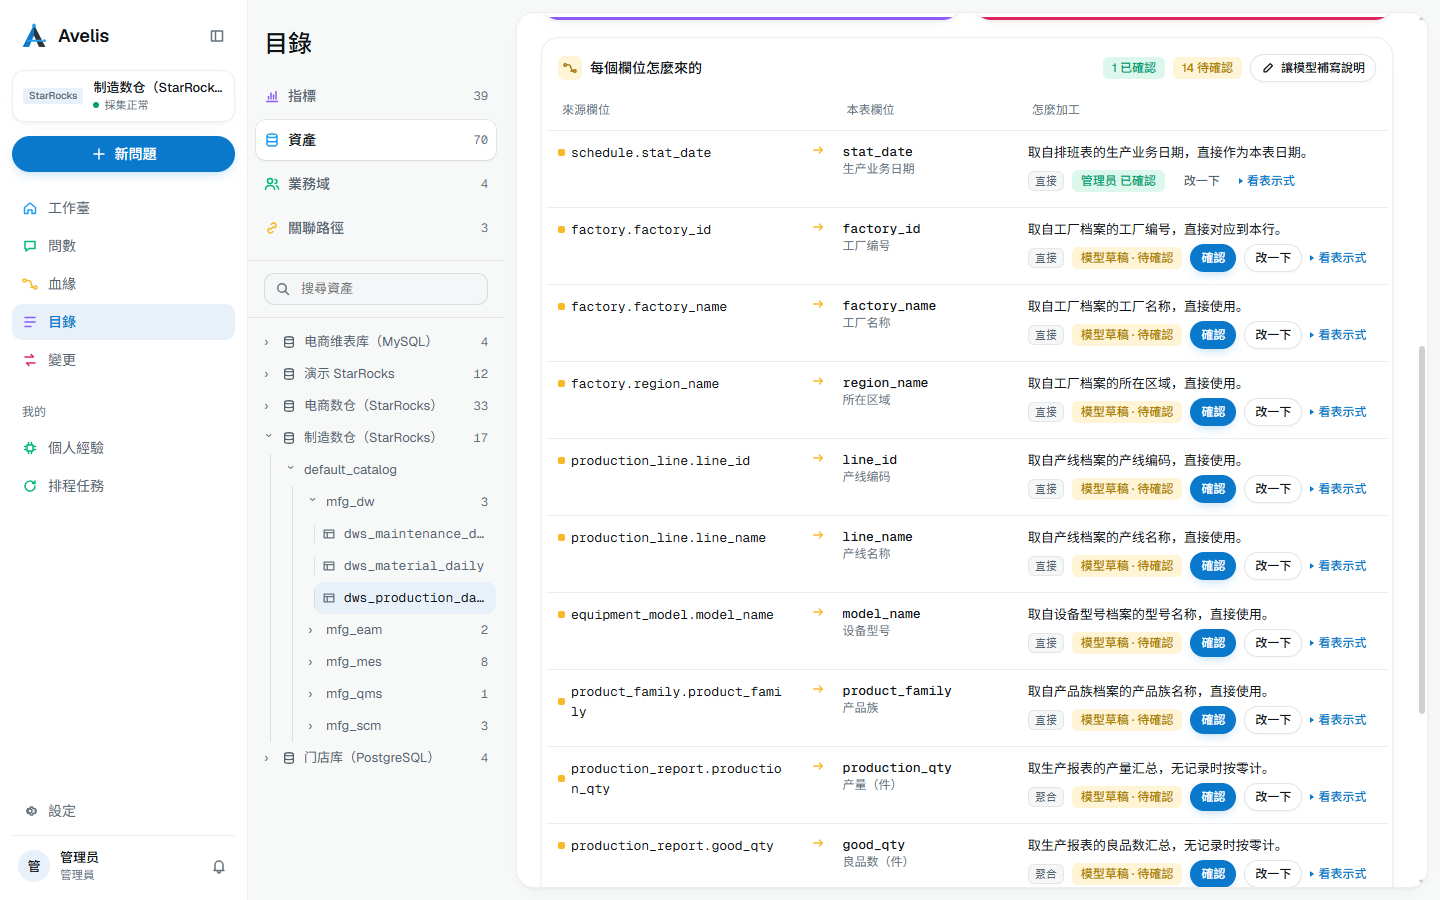 Avelis
StarRocks
制造数仓（StarRock...
採集正常
新問題
工作臺
問數
血緣
目錄
變更
我的
個人經驗
排程任務
設定
管
管理员
管理員
目錄
指標 39
資產 70
業務域 4
關聯路徑 3
搜尋資產
电商维表库（MySQL） 4
演示 StarRocks 12
电商数仓（StarRocks） 33
制造数仓（StarRocks） 17
default_catalog
mfg_dw 3
dws_maintenance_d...
dws_material_daily
dws_production_da...
mfg_eam 2
mfg_mes 8
mfg_qms 1
mfg_scm 3
门店库（PostgreSQL） 4
每個欄位怎麼來的 1 已確認 14 待確認 讓模型補寫說明
來源欄位 本表欄位 怎麼加工
schedule.stat_date → stat_date 取自排班表的生产业务日期，直接作为本表日期。
生产业务日期 直接 管理员 已確認 改一下 看表示式
factory.factory_id → factory_id 取自工厂档案的工厂编号，直接对应到本行。
工厂编号 直接 模型草稿 · 待確認 確認 改一下 看表示式
factory.factory_name → factory_name 取自工厂档案的工厂名称，直接使用。
工厂名称 直接 模型草稿 · 待確認 確認 改一下 看表示式
factory.region_name → region_name 取自工厂档案的所在区域，直接使用。
所在区域 直接 模型草稿 · 待確認 確認 改一下 看表示式
production_line.line_id → line_id 取自产线档案的产线编码，直接使用。
产线编码 直接 模型草稿 · 待確認 確認 改一下 看表示式
production_line.line_name → line_name 取自产线档案的产线名称，直接使用。
产线名称 直接 模型草稿 · 待確認 確認 改一下 看表示式
equipment_model.model_name → model_name 取自设备型号档案的型号名称，直接使用。
设备型号 直接 模型草稿 · 待確認 確認 改一下 看表示式
product_family.product_fami → product_family 取自产品族档案的产品族名称，直接使用。
ly 产品族 直接 模型草稿 · 待確認 確認 改一下 看表示式
production_report.productio → production_qty 取生产报表的产量汇总，无记录时按零计。
n_qty 产量（件） 聚合 模型草稿 · 待確認 確認 改一下 看表示式
production_report.good_qty → good_qty 取生产报表的良品数汇总，无记录时按零计。
良品数（件） 聚合 模型草稿 · 待確認 確認 改一下 看表示式